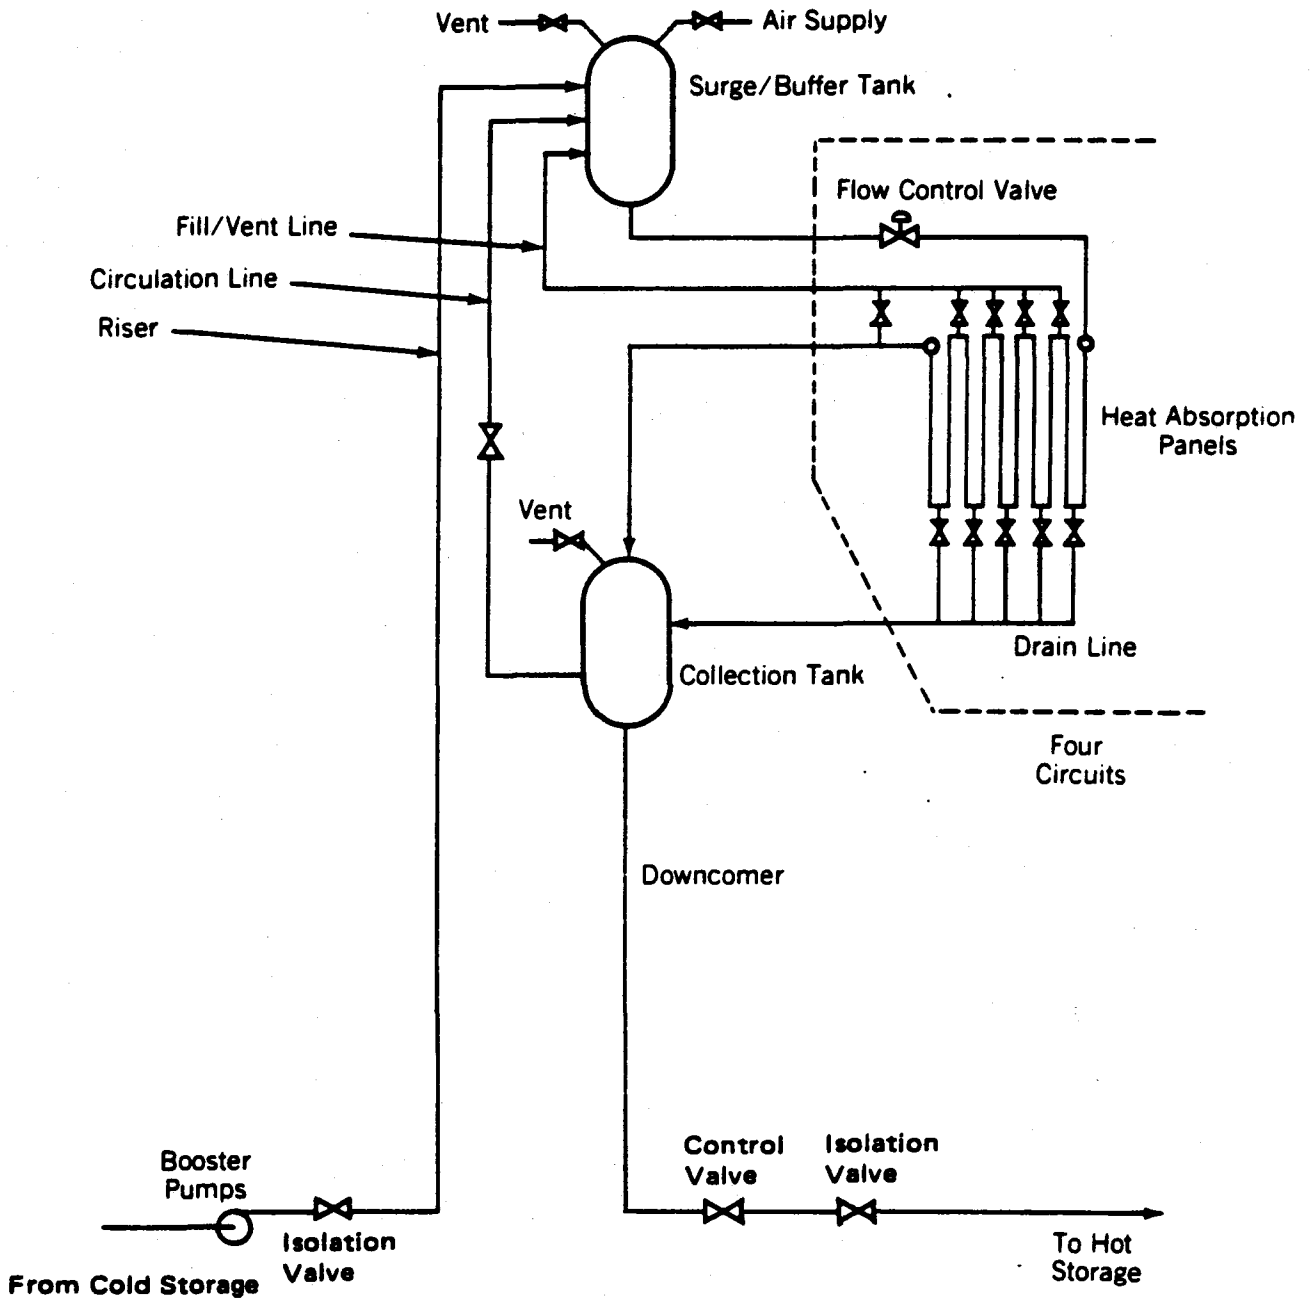 Vent
Air Supply
Surge/Buffer Tank
Flow Control Valve
Fill/Vent Line
Circulation Line
Riser
Heat Absorption
Panels
Vent
Drain Line
Collection Tank
Four
Circuits
Downcomer
Control
Valve
Isolation
Valve
Booster
Pumps
Isolation
Valve
To Hot
Storage
From Cold Storage